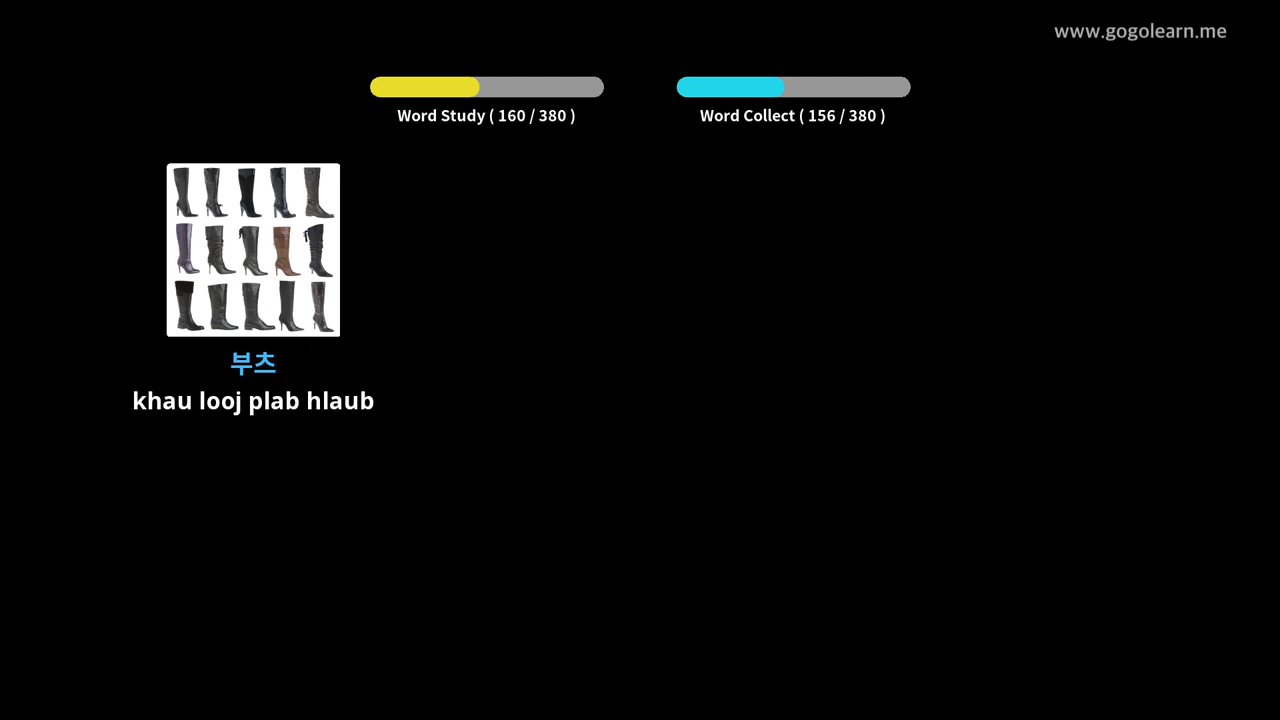 www.gogolearn.me
Word Study ( 160 / 380 )
Word Collect ( 156 / 380 )
부츠
khau looj plab hlaub